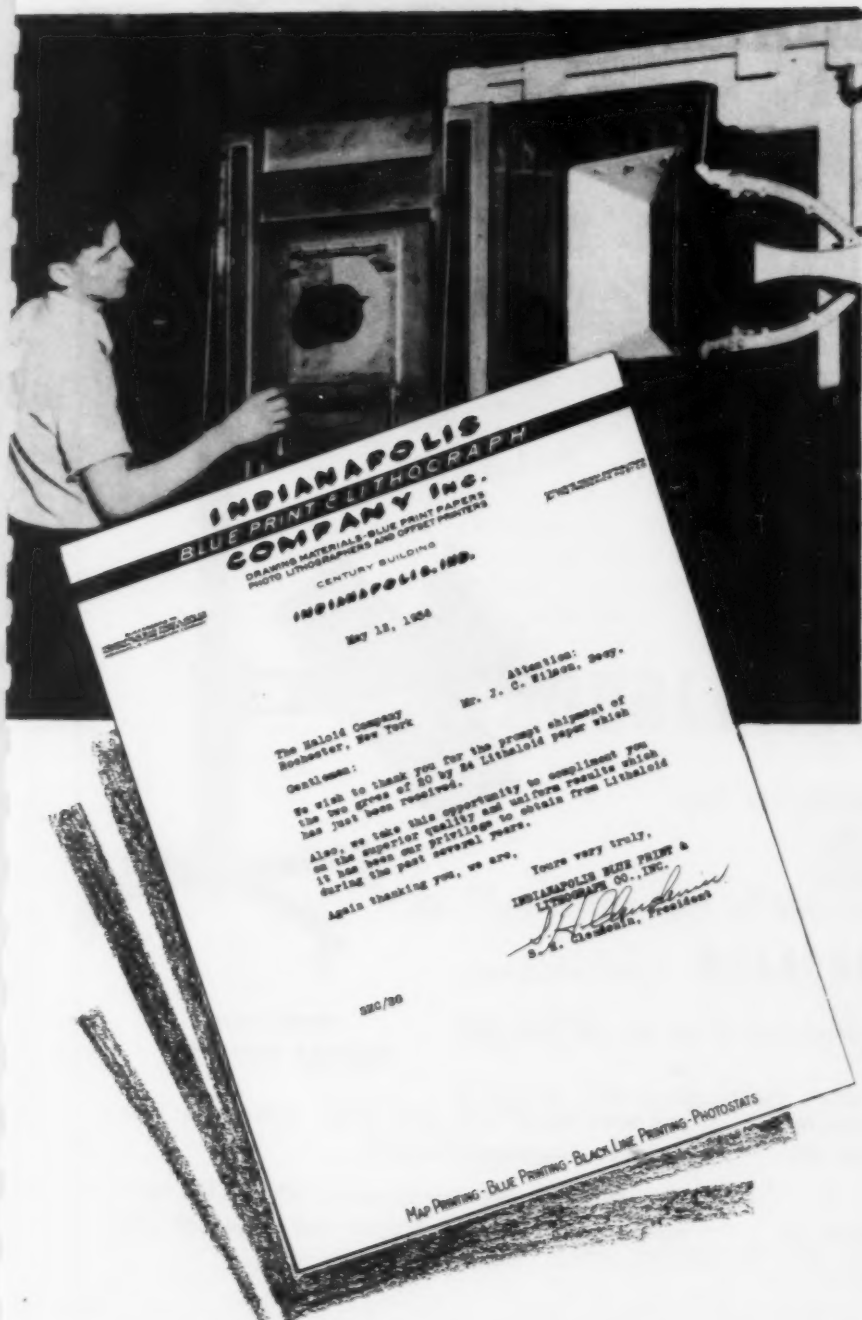 INDIANAPOLIS
BLUE PRINT & LITHOGRAPH
COMPANY INC.
DRAWING MATERIALS-BLUE PRINT PAPERS
PHOTO LITHOGRAPHERS AND OFFSET PRINTERS
CENTURY BUILDING
INDIANAPOLIS, IND.
May 12, 1936
Attention:
Mr. J. C. Wilson, Secy.
The Haloid Company
Rochester, New York
Gentlemen:
We wish to thank you for the prompt shipment of
the two gross of 20 by 24 Lithaloid paper which
has just been received.
Also, we take this opportunity to compliment you
on the superior quality and uniform results which
it has been our privilege to obtain from Lithaloid
during the past several years.
Again thanking you, we are,
Yours very truly,
INDIANAPOLIS BLUE PRINT &
LITHOGRAPH CO., INC.
President
MAP PRINTING - BLUE PRINTING - BLACK LINE PRINTING - PHOTOSTATS